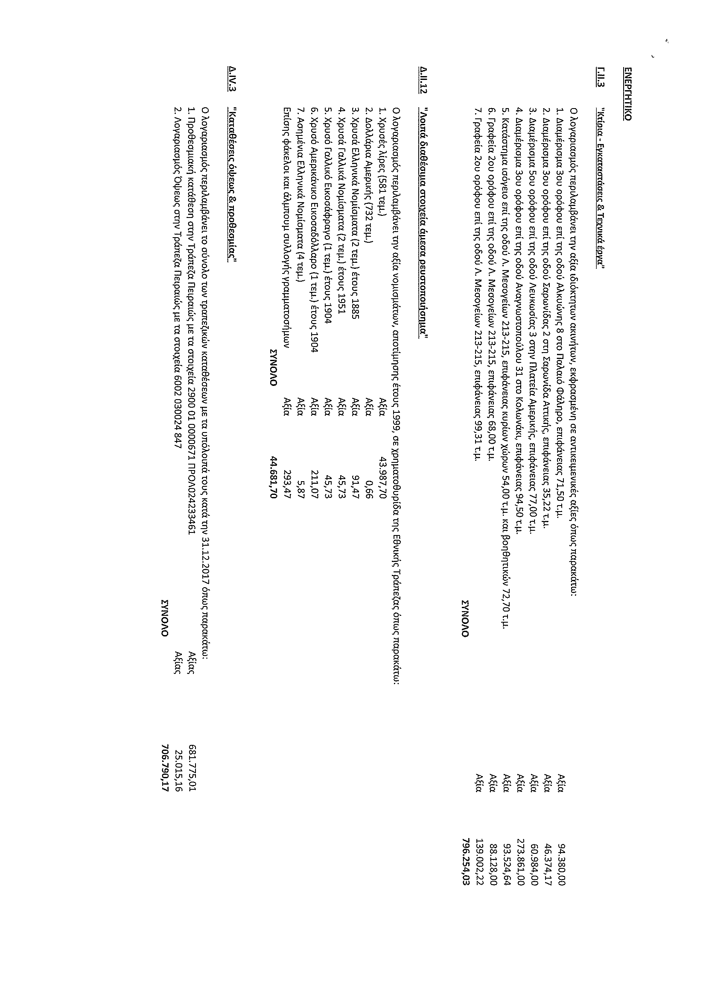 ΕΝΕΡΓΗΤΙΚΟ
Γ.ΙΙ.3 "Κτίρια - Εγκαταστάσεις & Τεχνικά έργα"
Ο λογαριασμός περιλαμβάνει την αξία ιδιόκτητων ακινήτων, εκφρασμένη σε αντικειμενικές αξίες όπως παρακάτω:
1. Διαμέρισμα 3ου ορόφου επί της οδού Αλκυώνης 8 στο Παλαιό Φάληρο, επιφάνειας 71,50 τ.μ. Αξία 94.380,00
2. Διαμέρισμα 3ου ορόφου επί της οδού Σαρωνίδας 2 στη Σαρωνίδα Αττικής, επιφάνειας 35,22 τ.μ. Αξία 46.374,17
3. Διαμέρισμα 5ου ορόφου επί της οδού Λευκωσίας 3 στην Πλατεία Αμερικής, επιφάνειας 77,00 τ.μ. Αξία 60.984,00
4. Διαμέρισμα 3ου ορόφου επί της οδού Αναγνωστοπούλου 31 στο Κολωνάκι, επιφάνειας 94,50 τ.μ. Αξία 273.861,00
5. Κατάστημα ισόγειο επί της οδού Λ. Μεσογείων 213-215, επιφάνειας κυρίων χώρων 54,00 τ.μ. και βοηθητικών 72,70 τ.μ. Αξία 93.524,64
6. Γραφεία 2ου ορόφου επί της οδού Λ. Μεσογείων 213-215, επιφάνειας 68,00 τ.μ. Αξία 88.128,00
7. Γραφεία 2ου ορόφου επί της οδού Λ. Μεσογείων 213-215, επιφάνειας 99,31 τ.μ. Αξία 139.002,22
ΣΥΝΟΛΟ 796.254,03
Δ.ΙΙ.12 "Λοιπά διαθέσιμα στοιχεία άμεσα ρευστοποιήσημα"
Ο λογαριασμός περιλαμβάνει την αξία νομισμάτων, αποτίμησης έτους 1999, σε χρηματοθυρίδα της Εθνικής Τράπεζας όπως παρακάτω:
1. Χρυσές λίρες (581 τεμ.) Αξία 43.987,70
2. Δολλάρια Αμερικής (732 τεμ.) Αξία 0,66
3. Χρυσά Ελληνικά Νομίσματα (2 τεμ.) έτους 1885 Αξία 91,47
4. Χρυσά Γαλλικά Νομίσματα (2 τεμ.) έτους 1951 Αξία 45,73
5. Χρυσό Γαλλικό Εικοσάφραγο (1 τεμ.) έτους 1904 Αξία 45,73
6. Χρυσό Αμερικάνικο Εικοσαδόλλαρο (1 τεμ.) έτους 1904 Αξία 211,07
7. Ασημένια Ελληνικά Νομίσματα (4 τεμ.) Αξία 5,87
Επίσης φάκελοι και άλμπουμ συλλογής γραμματοσήμων Αξία 293,47
ΣΥΝΟΛΟ 44.681,70
Δ.IV.3 "Καταθέσεις όψεως & προθεσμίας"
Ο λογαριασμός περιλαμβάνει το σύνολο των τραπεζικών καταθέσεων με τα υπόλοιπά τους κατά την 31.12.2017 όπως παρακάτω:
1. Προθεσμιακή κατάθεση στην Τράπεζα Πειραιώς με τα στοιχεία 2900 01 0000671 ΠΡΟΛ024233461 Αξίας 681.775,01
2. Λογαριασμός Όψεως στην Τράπεζα Πειραιώς με τα στοιχεία 6002 030024 847 Αξίας 25.015,16
ΣΥΝΟΛΟ 706.790,17